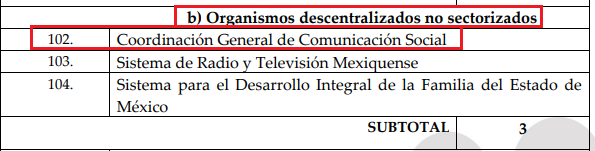 b) Organismos descentralizados no sectorizados
102. Coordinación General de Comunicación Social
103. Sistema de Radio y Televisión Mexiquense
104. Sistema para el Desarrollo Integral de la Familia del Estado de
México
SUBTOTAL 3